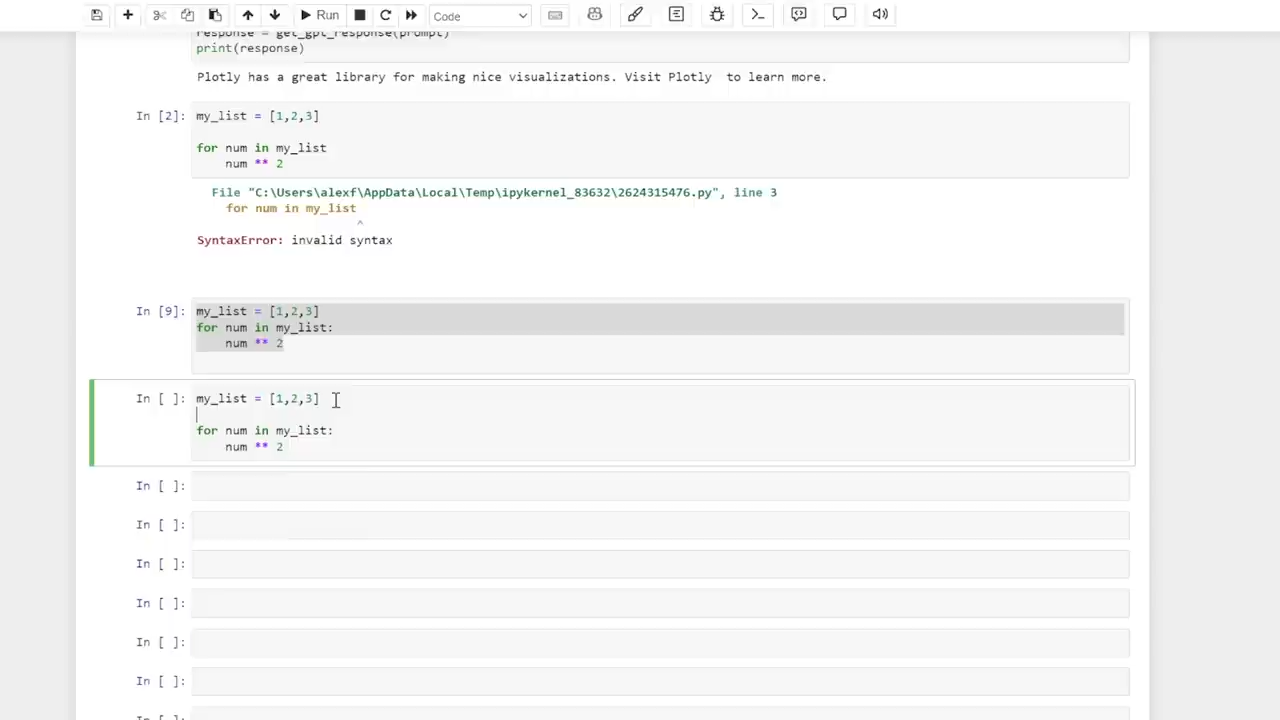 Run
Code
response = get_gpt_response(prompt)
print(response)
Plotly has a great library for making nice visualizations. Visit Plotly  to learn more.
In [2]:
my_list = [1,2,3]
for num in my_list
    num ** 2
File "C:\Users\alexf\AppData\Local\Temp\ipykernel_83632\2624315476.py", line 3
    for num in my_list
^
SyntaxError: invalid syntax
In [9]:
my_list = [1,2,3]
for num in my_list:
    num ** 2
In [ ]:
my_list = [1,2,3]
for num in my_list:
    num ** 2
In [ ]:
In [ ]:
In [ ]:
In [ ]:
In [ ]:
In [ ]: